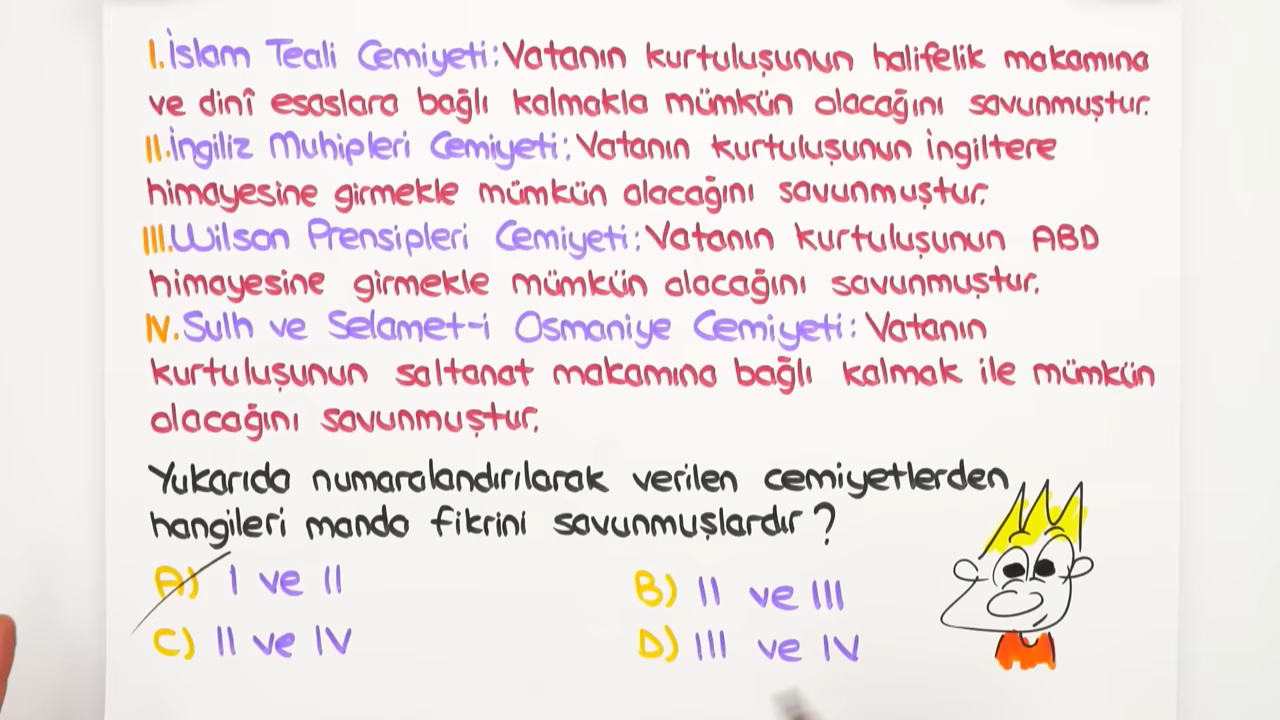 I.İslam Teali Cemiyeti:Vatanın kurtuluşunun halifelik makamına
ve dinî esaslara bağlı kalmakla mümkün olacağını savunmuştur.
II.İngiliz Muhipleri Cemiyeti:Vatanın kurtuluşunun İngiltere
himayesine girmekle mümkün olacağını savunmuştur.
III.Wilson Prensipleri Cemiyeti:Vatanın kurtuluşunun ABD
himayesine girmekle mümkün olacağını savunmuştur.
IV.Sulh ve Selamet-i Osmaniye Cemiyeti:Vatanın
kurtuluşunun saltanat makamına bağlı kalmak ile mümkün
olacağını savunmuştur.
Yukarıda numaralandırılarak verilen cemiyetlerden
hangileri manda fikrini savunmuşlardır?
A) I ve II
B) II ve III
C) II ve IV
D) III ve IV